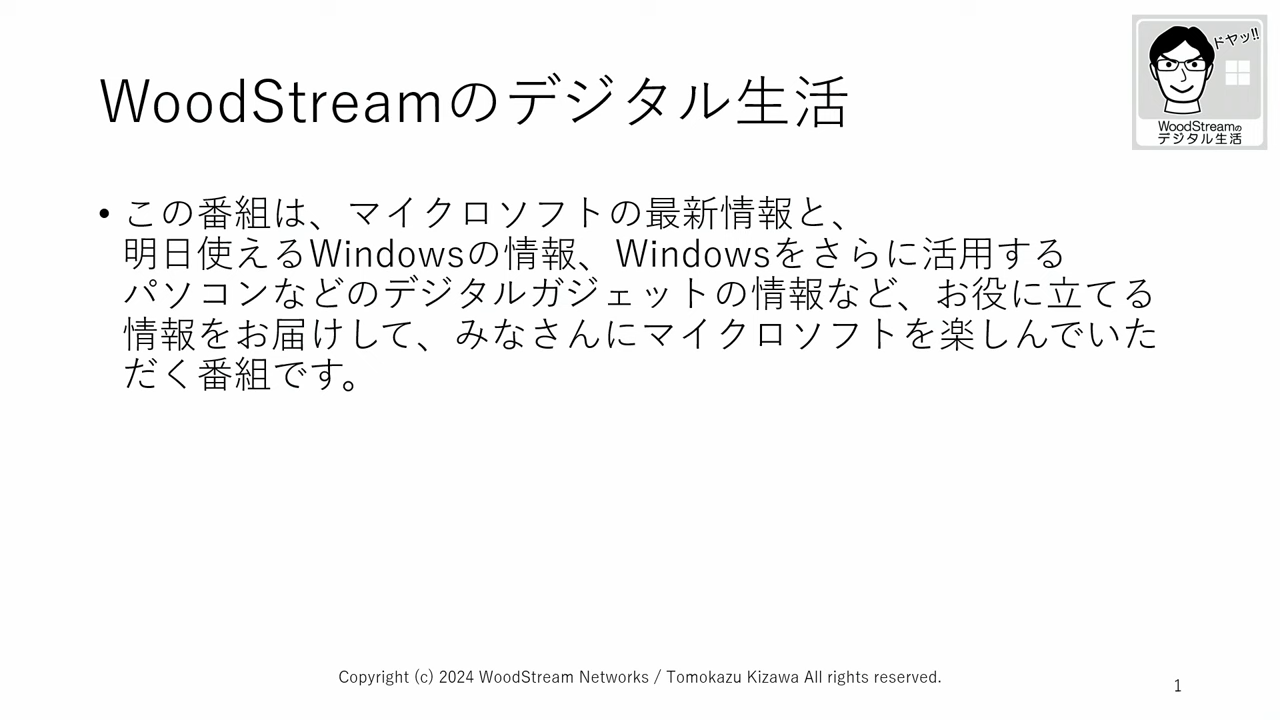 WoodStreamのデジタル生活
ドヤッ!!
WoodStreamの
デジタル生活
• この番組は、マイクロソフトの最新情報と、
明日使えるWindowsの情報、Windowsをさらに活用する
パソコンなどのデジタルガジェットの情報など、お役に立てる
情報をお届けして、みなさんにマイクロソフトを楽しんでいた
だく番組です。
Copyright (c) 2024 WoodStream Networks / Tomokazu Kizawa All rights reserved.
1